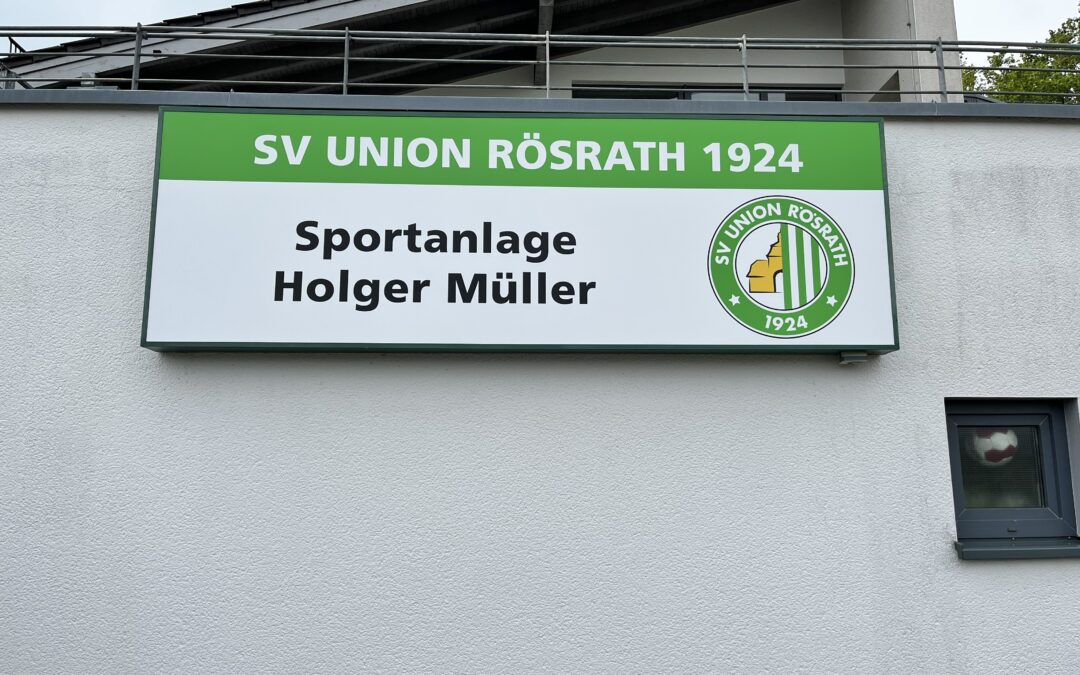 SV UNION RÖSRATH 1924
Sportanlage
Holger Müller
SV UNION RÖSRATH
1924